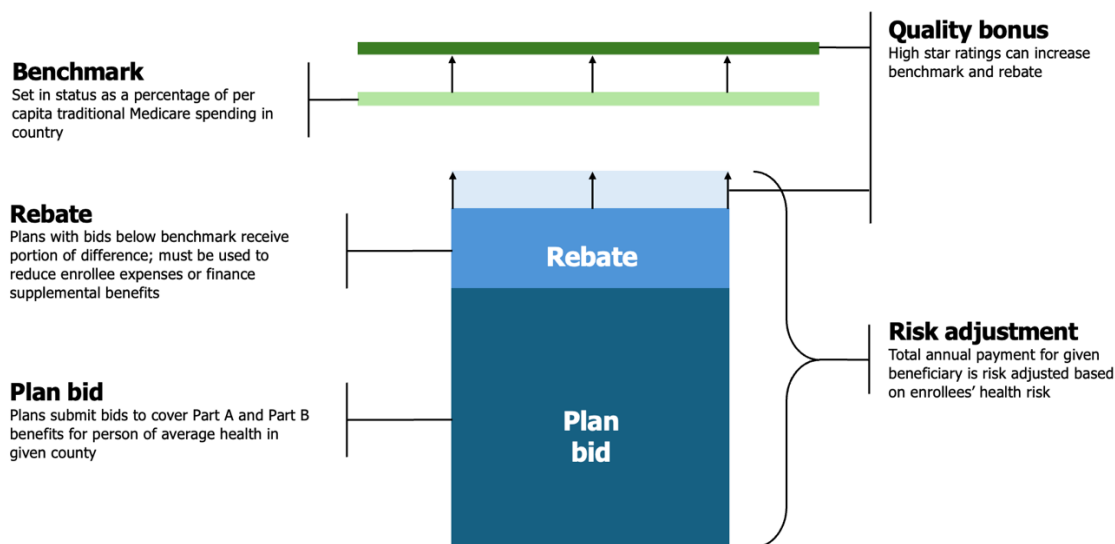 Benchmark
Set in status as a percentage of per
capita traditional Medicare spending in
country
Rebate
Plans with bids below benchmark receive
portion of difference; must be used to
reduce enrollee expenses or finance
supplemental benefits
Plan bid
Plans submit bids to cover Part A and Part B
benefits for person of average health in
given county
Rebate
Plan
bid
Quality bonus
High star ratings can increase
benchmark and rebate
Risk adjustment
Total annual payment for given
beneficiary is risk adjusted based
on enrollees’ health risk